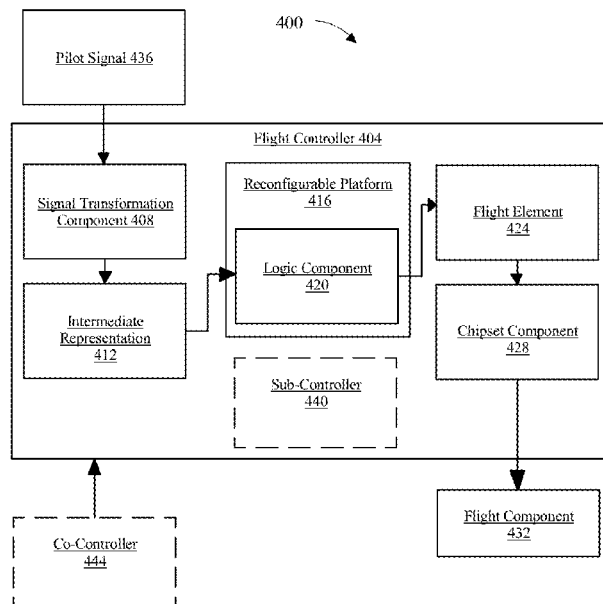 400
Pilot Signal 436
Flight Controller 404
Signal Transformation
Component 408
Reconfigurable Platform
416
Flight Element
424
Logic Component
420
Intermediate
Representation
412
Chipset Component
428
Sub-Controller
440
Co-Controller
444
Flight Component
432